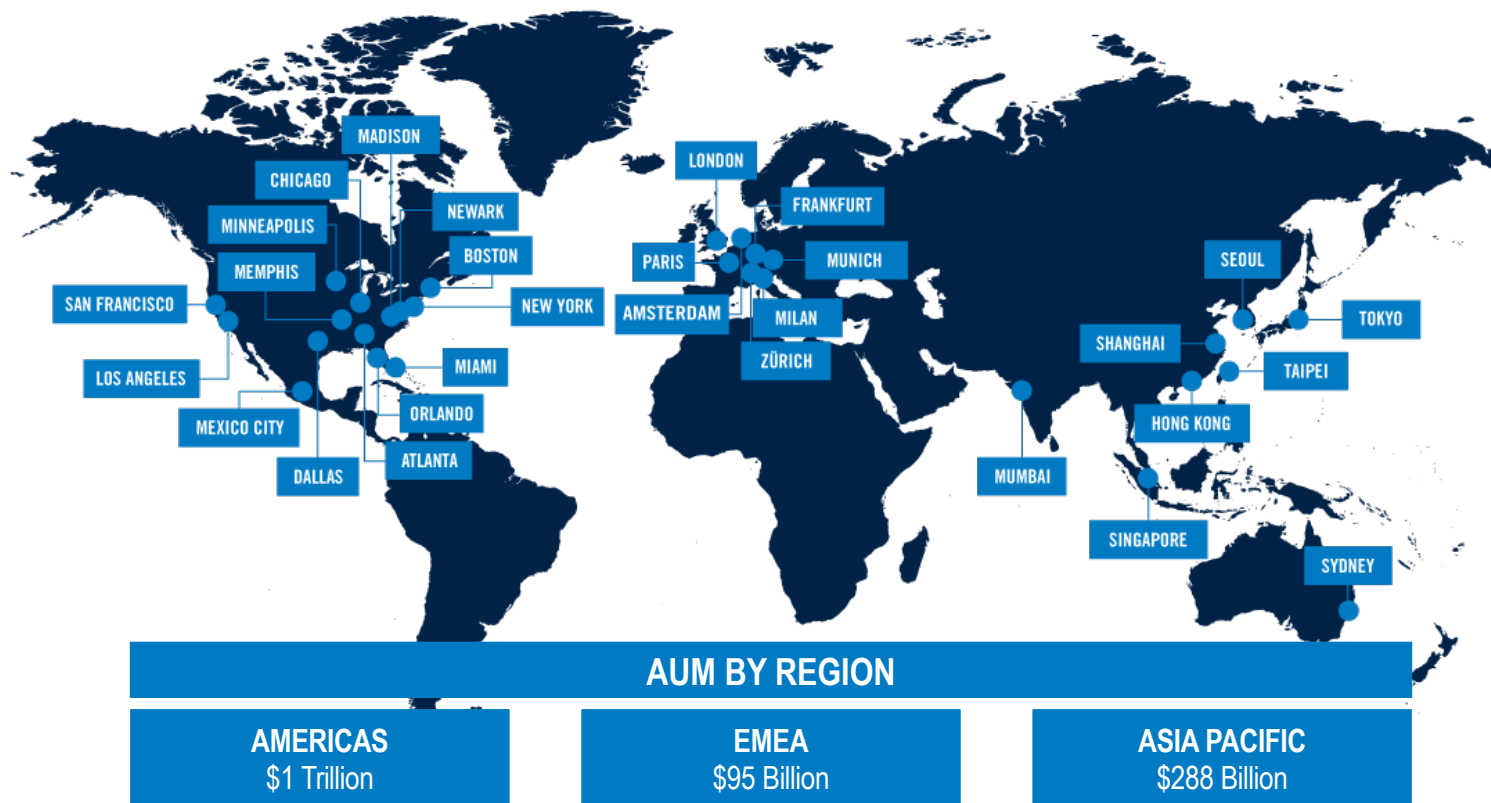 MADISON
LONDON
CHICAGO
FRANKFURT
NEWARK
MINNEAPOLIS
BOSTON
MEMPHIS
PARIS
MUNICH
SEOUL
SAN FRANCISCO
NEW YORK
AMSTERDAM
MILAN
TOKYO
SHANGHAI
ZÜRICH
LOS ANGELES
MIAMI
TAIPEI
ORLANDO
MEXICO CITY
HONG KONG
ATLANTA
DALLAS
MUMBAI
SINGAPORE
SYDNEY
AUM BY REGION
AMERICAS
$1 Trillion
EMEA
$95 Billion
ASIA PACIFIC
$288 Billion